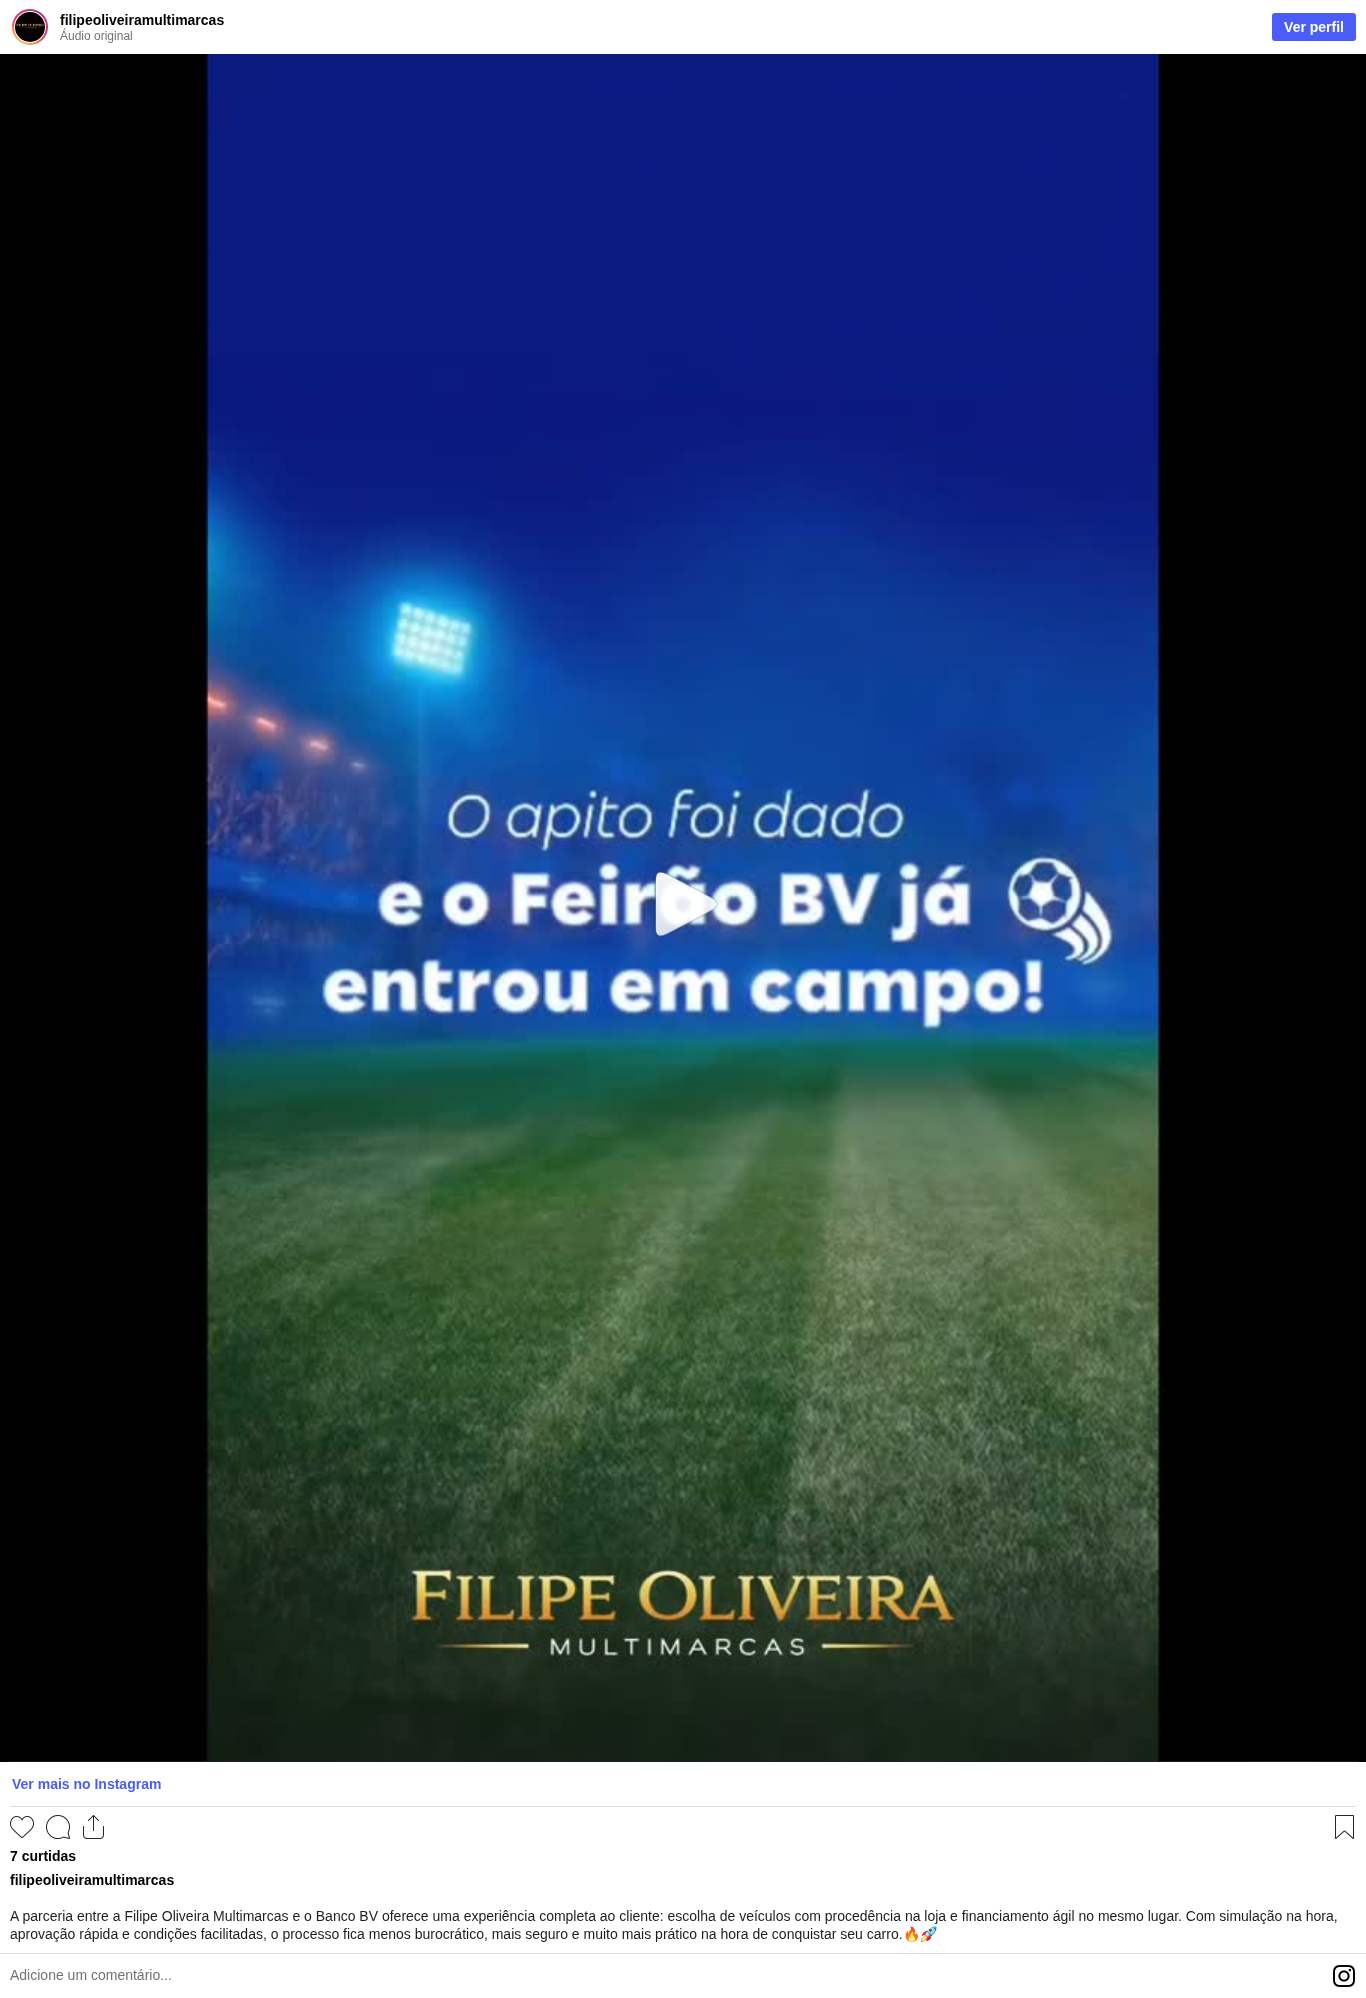 filipeoliveiramultimarcas
Áudio original
Ver perfil
O apito foi dado
e o Feirão BV já
entrou em campo!
FILIPE OLIVEIRA
MULTIMARCAS
Ver mais no Instagram
7 curtidas
filipeoliveiramultimarcas
A parceria entre a Filipe Oliveira Multimarcas e o Banco BV oferece uma experiência completa ao cliente: escolha de veículos com procedência na loja e financiamento ágil no mesmo lugar. Com simulação na hora,
aprovação rápida e condições facilitadas, o processo fica menos burocrático, mais seguro e muito mais prático na hora de conquistar seu carro.🔥🚀
Adicione um comentário...